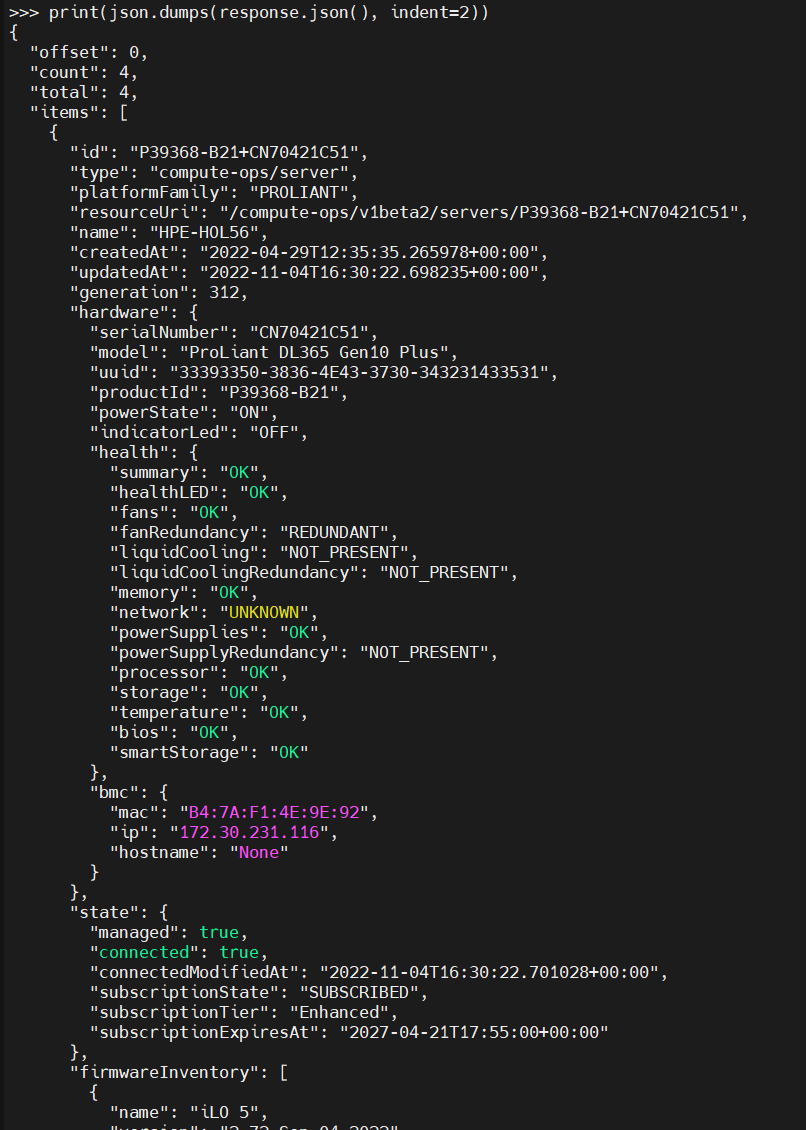 >>> print(json.dumps(response.json(), indent=2))
{
  "offset": 0,
  "count": 4,
  "total": 4,
  "items": [
    {
      "id": "P39368-B21+CN70421C51",
      "type": "compute-ops/server",
      "platformFamily": "PROLIANT",
      "resourceUri": "/compute-ops/v1beta2/servers/P39368-B21+CN70421C51",
      "name": "HPE-HOL56",
      "createdAt": "2022-04-29T12:35:35.265978+00:00",
      "updatedAt": "2022-11-04T16:30:22.698235+00:00",
      "generation": 312,
      "hardware": {
        "serialNumber": "CN70421C51",
        "model": "ProLiant DL365 Gen10 Plus",
        "uuid": "33393350-3836-4E43-3730-343231433531",
        "productId": "P39368-B21",
        "powerState": "ON",
        "indicatorLed": "OFF",
        "health": {
          "summary": "OK",
          "healthLED": "OK",
          "fans": "OK",
          "fanRedundancy": "REDUNDANT",
          "liquidCooling": "NOT_PRESENT",
          "liquidCoolingRedundancy": "NOT_PRESENT",
          "memory": "OK",
          "network": "UNKNOWN",
          "powerSupplies": "OK",
          "powerSupplyRedundancy": "NOT_PRESENT",
          "processor": "OK",
          "storage": "OK",
          "temperature": "OK",
          "bios": "OK",
          "smartStorage": "OK"
        },
        "bmc": {
          "mac": "B4:7A:F1:4E:9E:92",
          "ip": "172.30.231.116",
          "hostname": "None"
        }
      },
      "state": {
        "managed": true,
        "connected": true,
        "connectedModifiedAt": "2022-11-04T16:30:22.701028+00:00",
        "subscriptionState": "SUBSCRIBED",
        "subscriptionTier": "Enhanced",
        "subscriptionExpiresAt": "2027-04-21T17:55:00+00:00"
      },
      "firmwareInventory": [
        {
          "name": "iLO 5",